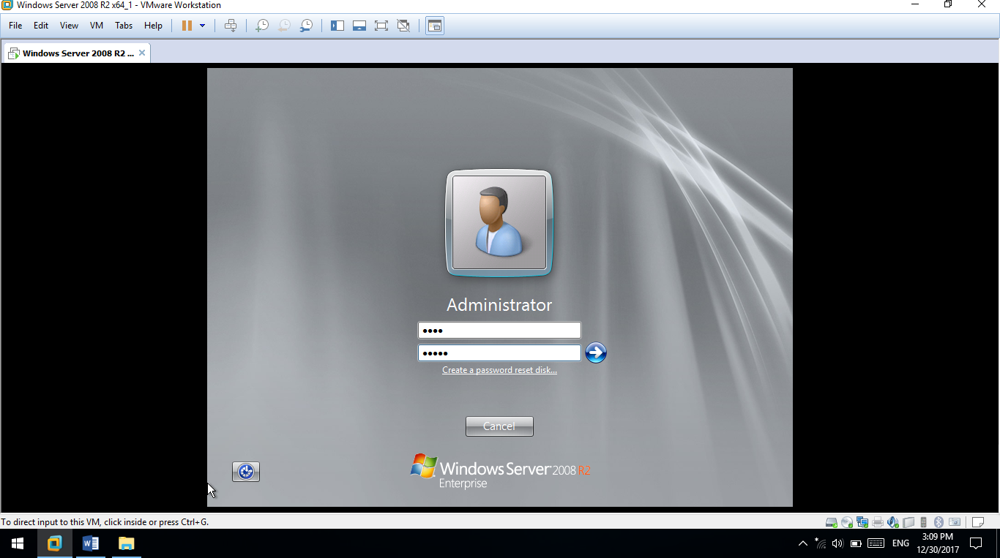 Windows Server 2008 R2 x64_1 - VMware Workstation
File Edit View VM Tabs Help
Windows Server 2008 R2 ...
Administrator
••••
•••••
Create a password reset disk...
Cancel
Windows Server 2008 R2
Enterprise
To direct input to this VM, click inside or press Ctrl+G.
ENG
3:09 PM
12/30/2017